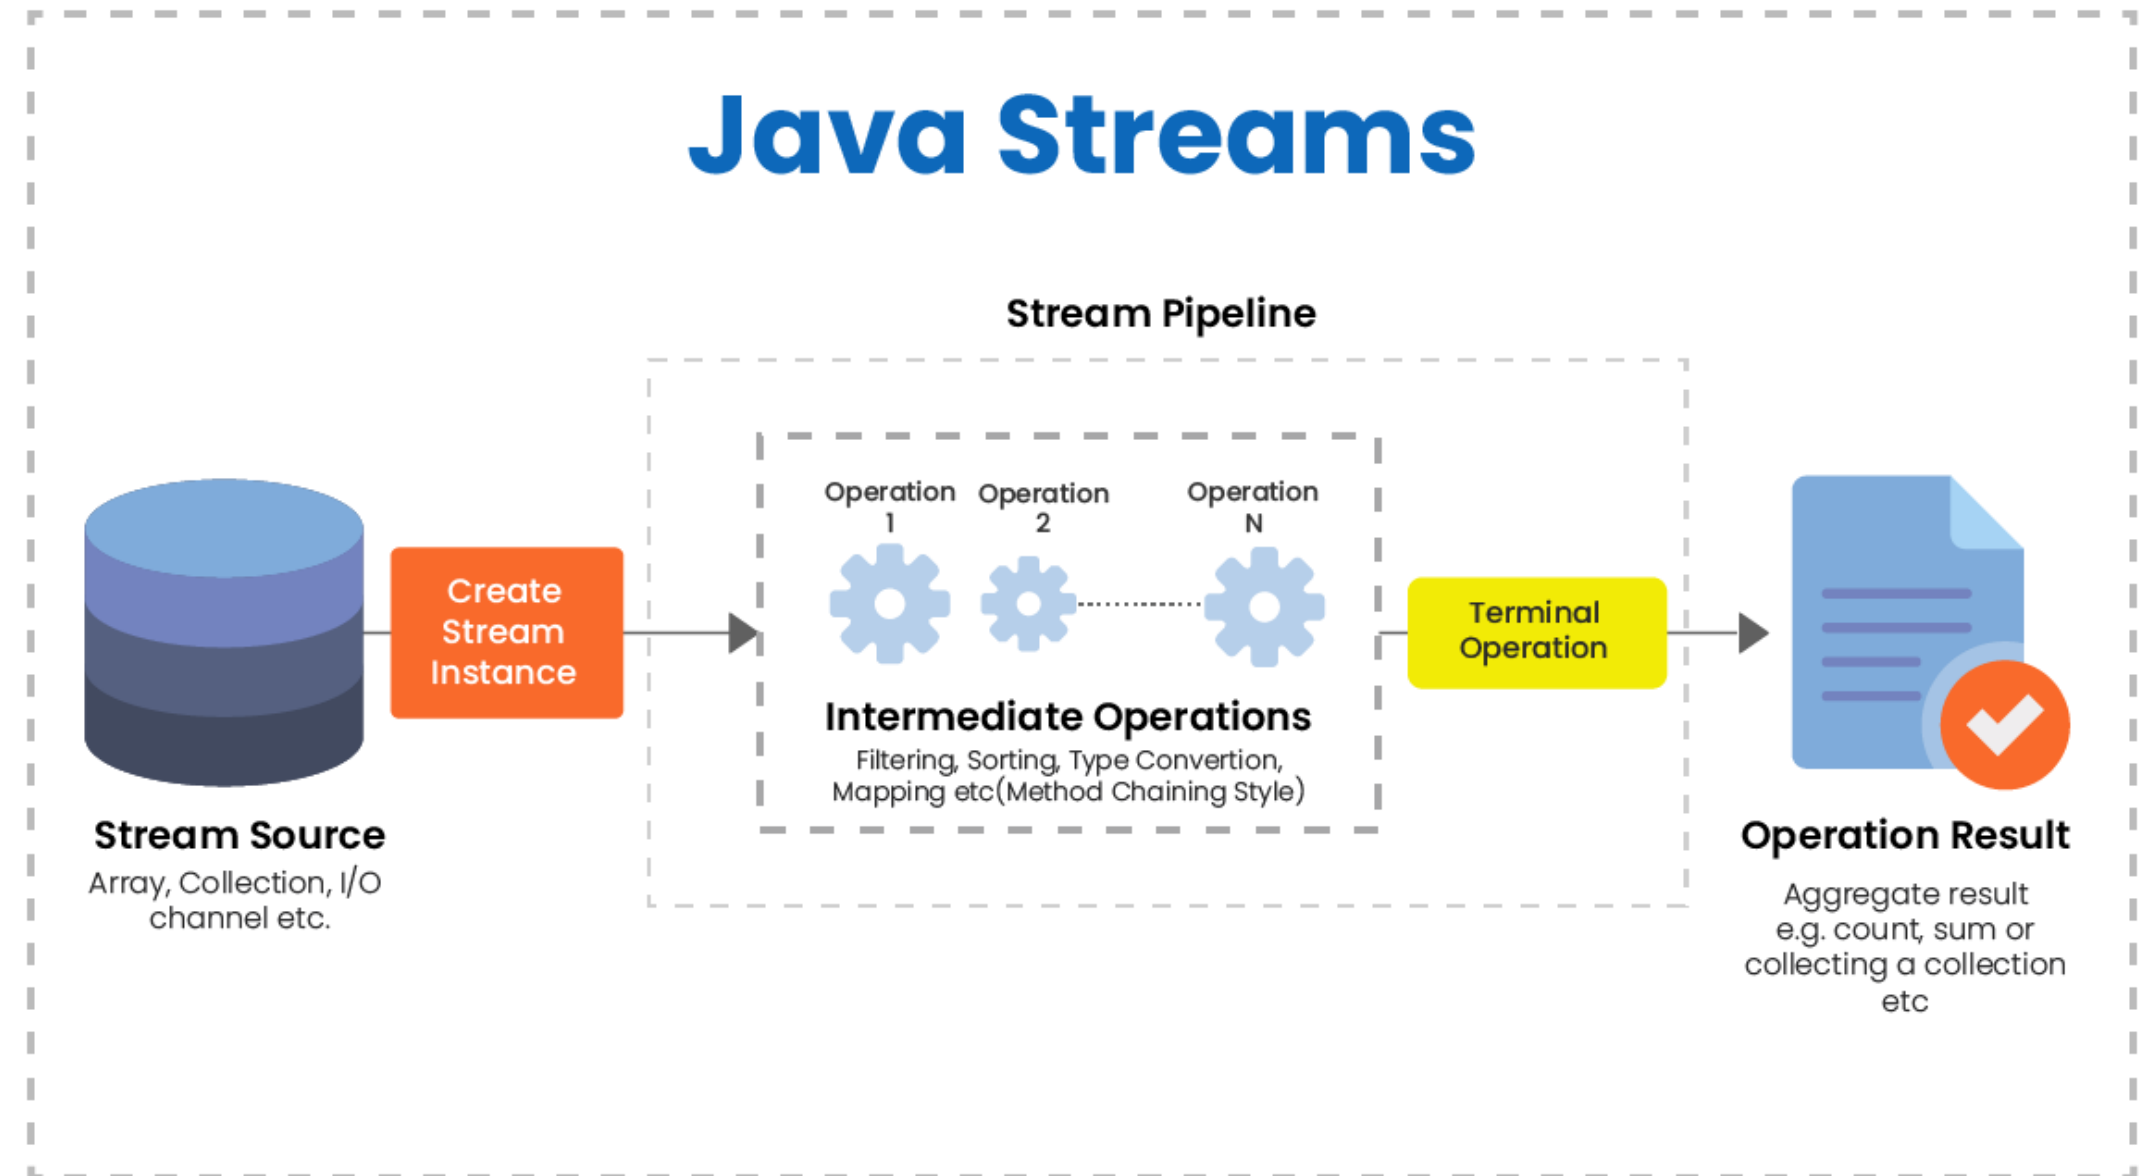 Java Streams
Stream Pipeline
Operation
1
Operation
2
Operation
N
Create
Stream
Instance
Terminal
Operation
Intermediate Operations
Filtering, Sorting, Type Convertion,
Mapping etc(Method Chaining Style)
Stream Source
Array, Collection, I/O
channel etc.
Operation Result
Aggregate result
e.g. count, sum or
collecting a collection
etc